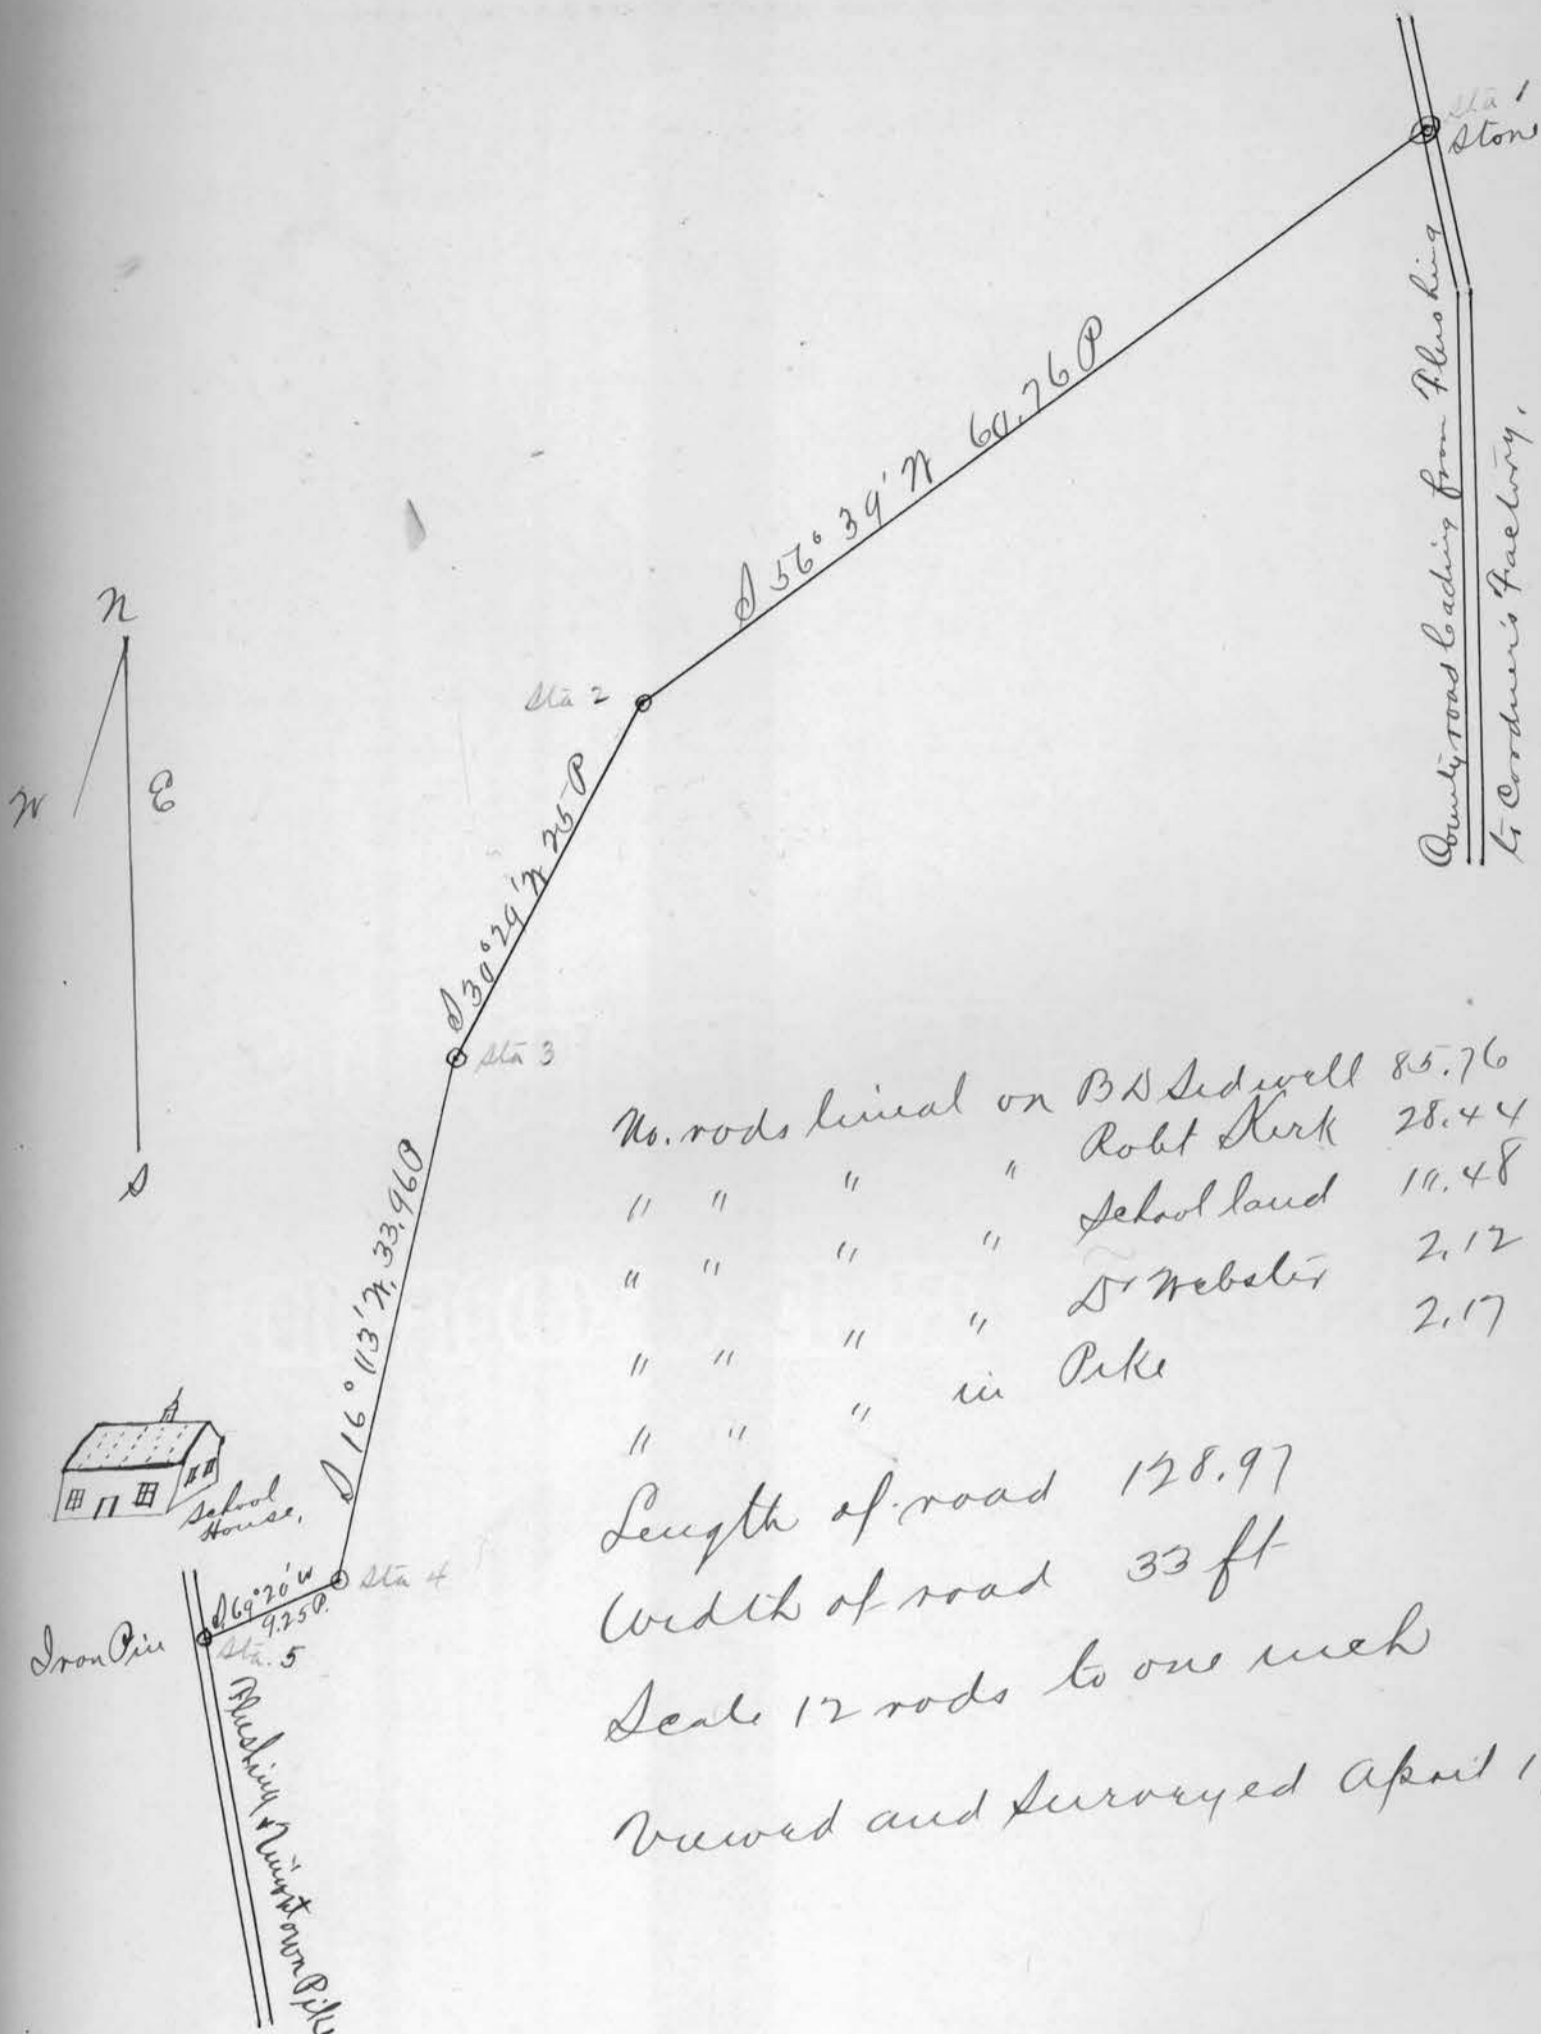 Sta 1
Stone
County road leading from Flushing
to Cordner's Factory.
S 56° 39' W 60.76 P
Sta 2
N
W
E
S
S 30° 29' W 25 P
Sta 3
S 16° 03' W. 33.96 P
School
House.
S 69° 20' W
9.25 P.
Sta 4
Iron Pin
Sta. 5
Flushing & Pike
No. rods lineal on B D Sidwell 85.76
" " " " Robt Kirk 28.44
" " " " School land 10.48
" " " " Dr Webster 2.12
" " " in Pike 2.17
Length of road 128.97
Width of road 33 ft
Scale 12 rods to one inch
Viewed and Surveyed April 1